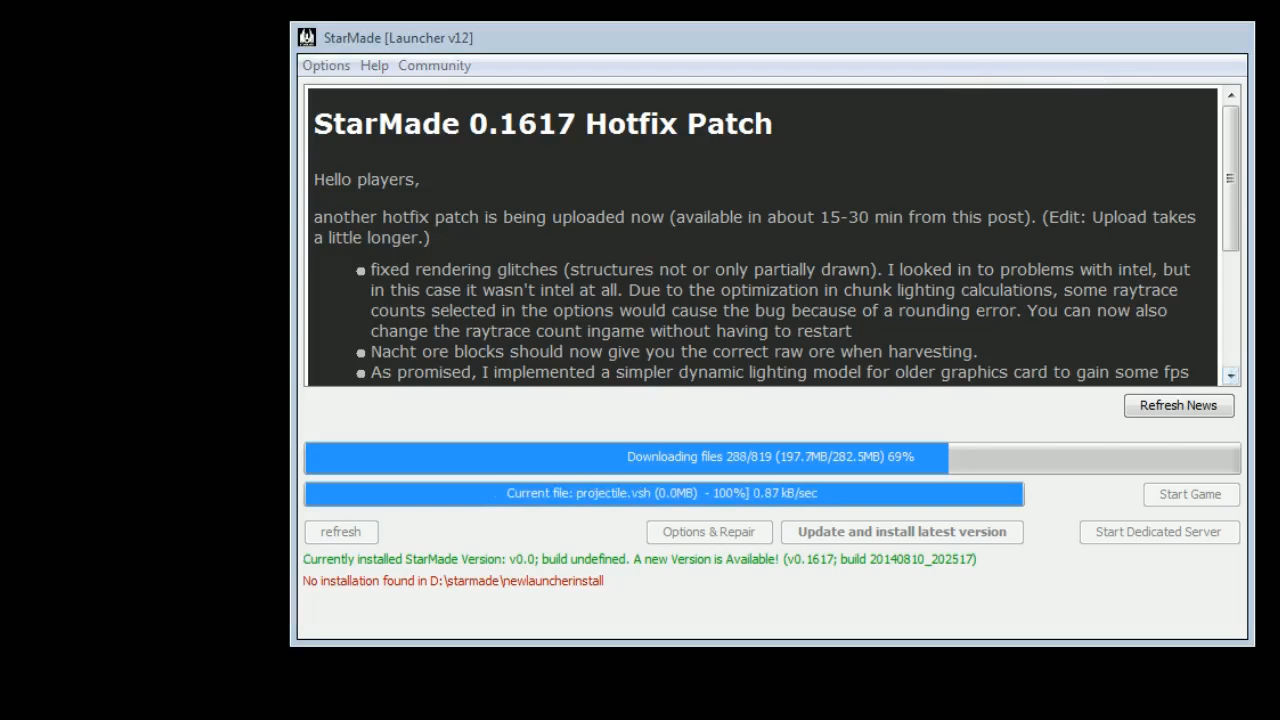 StarMade [Launcher v12]
Options Help Community
StarMade 0.1617 Hotfix Patch
Hello players,
another hotfix patch is being uploaded now (available in about 15-30 min from this post). (Edit: Upload takes
a little longer.)
fixed rendering glitches (structures not or only partially drawn). I looked in to problems with intel, but
in this case it wasn't intel at all. Due to the optimization in chunk lighting calculations, some raytrace
counts selected in the options would cause the bug because of a rounding error. You can now also
change the raytrace count ingame without having to restart
Nacht ore blocks should now give you the correct raw ore when harvesting.
As promised, I implemented a simpler dynamic lighting model for older graphics card to gain some fps
Refresh News
Downloading files 288/819 (197.7MB/282.5MB) 69%
Current file: projectile.vsh (0.0MB) - 100%] 0.87 kB/sec
Start Game
refresh Options & Repair Update and install latest version Start Dedicated Server
Currently installed StarMade Version: v0.0; build undefined. A new Version is Available! (v0.1617; build 20140810_202517)
No installation found in D:\starmade\newlauncherinstall